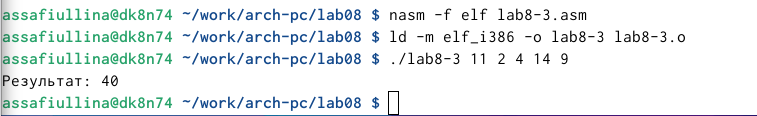 assafiullina@dk8n74 ~/work/arch-pc/lab08 $ nasm -f elf lab8-3.asm
assafiullina@dk8n74 ~/work/arch-pc/lab08 $ ld -m elf_i386 -o lab8-3 lab8-3.o
assafiullina@dk8n74 ~/work/arch-pc/lab08 $ ./lab8-3 11 2 4 14 9
Результат: 40
assafiullina@dk8n74 ~/work/arch-pc/lab08 $